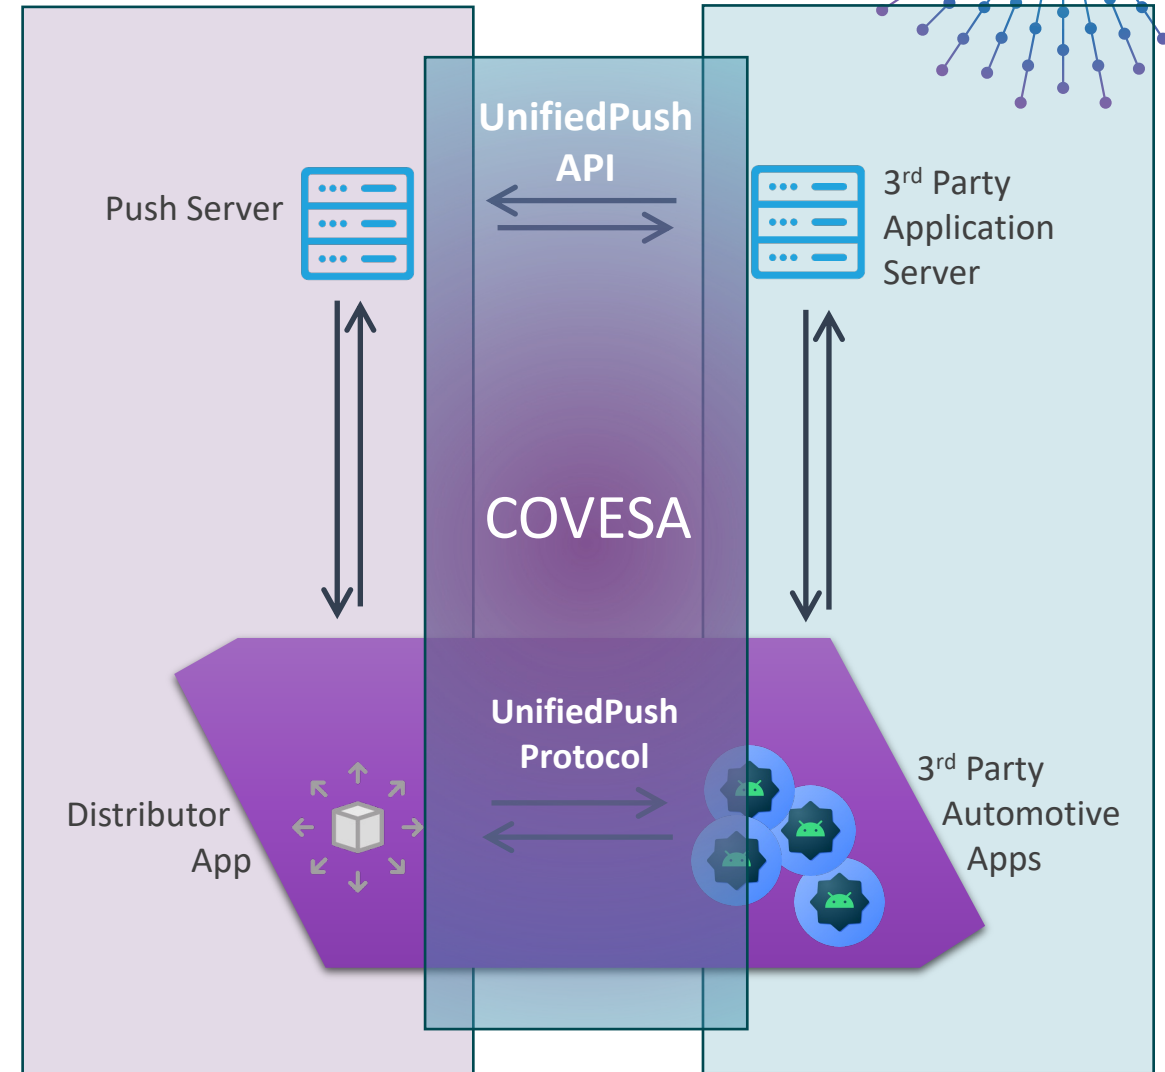 UnifiedPush
API
Push Server
3rd Party
Application
Server
COVESA
UnifiedPush
Protocol
Distributor
App
3rd Party
Automotive
Apps